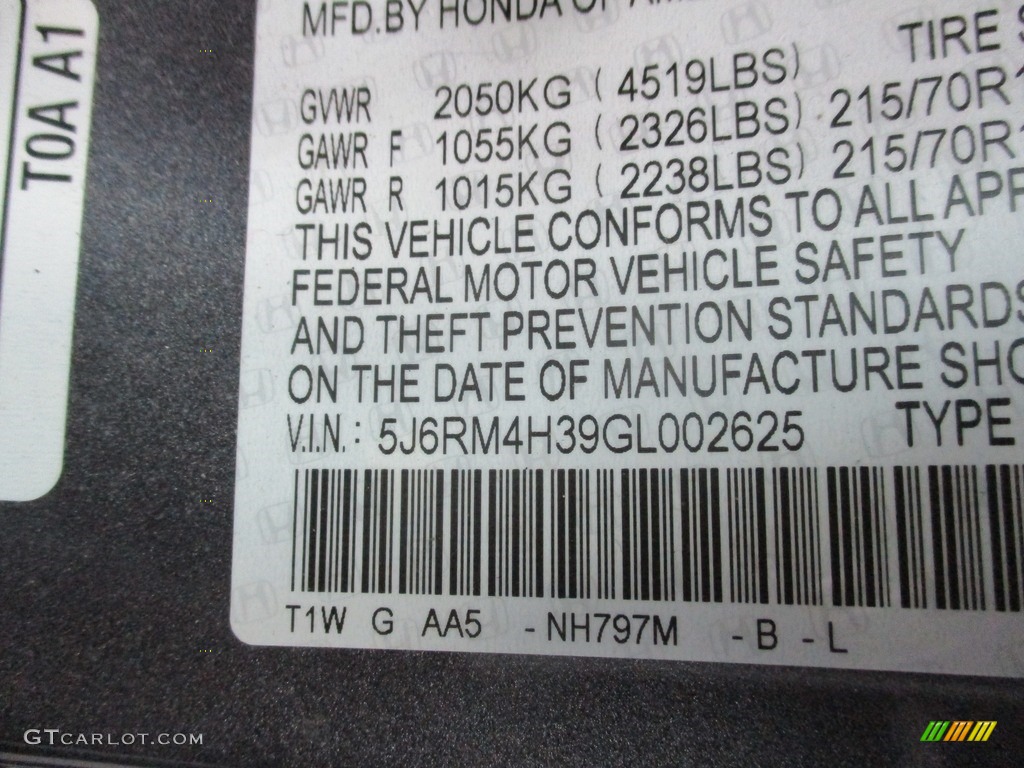 T0A A1
MFD.BY HONDA OF
TIRE
GVWR 2050KG ( 4519LBS)
GAWR F 1055KG ( 2326LBS) 215/70R
GAWR R 1015KG ( 2238LBS) 215/70R
THIS VEHICLE CONFORMS TO ALL
FEDERAL MOTOR VEHICLE SAFETY
AND THEFT PREVENTION STANDARDS
ON THE DATE OF MANUFACTURE
V.I.N.: 5J6RM4H39GL002625 TYPE
T1W G AA5 - NH797M - B - L
GTCARLOT.COM